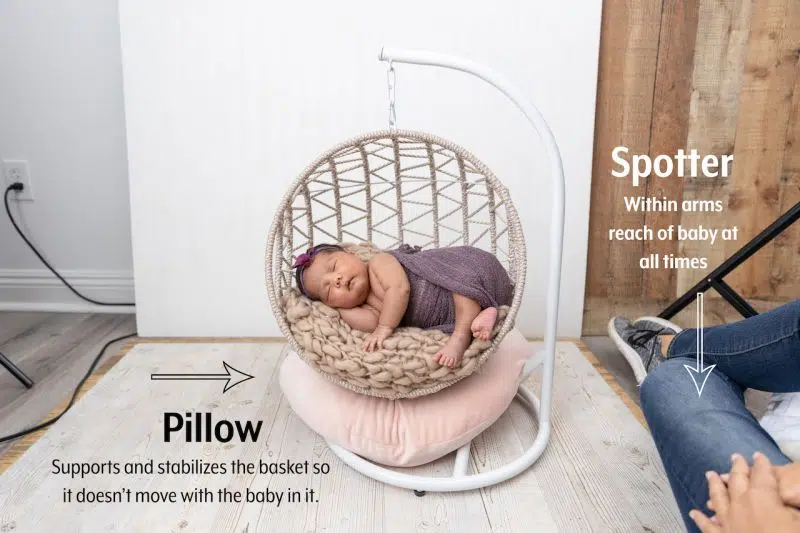 Spotter
Within arms
reach of baby at
all times
Pillow
Supports and stabilizes the basket so
it doesn't move with the baby in it.